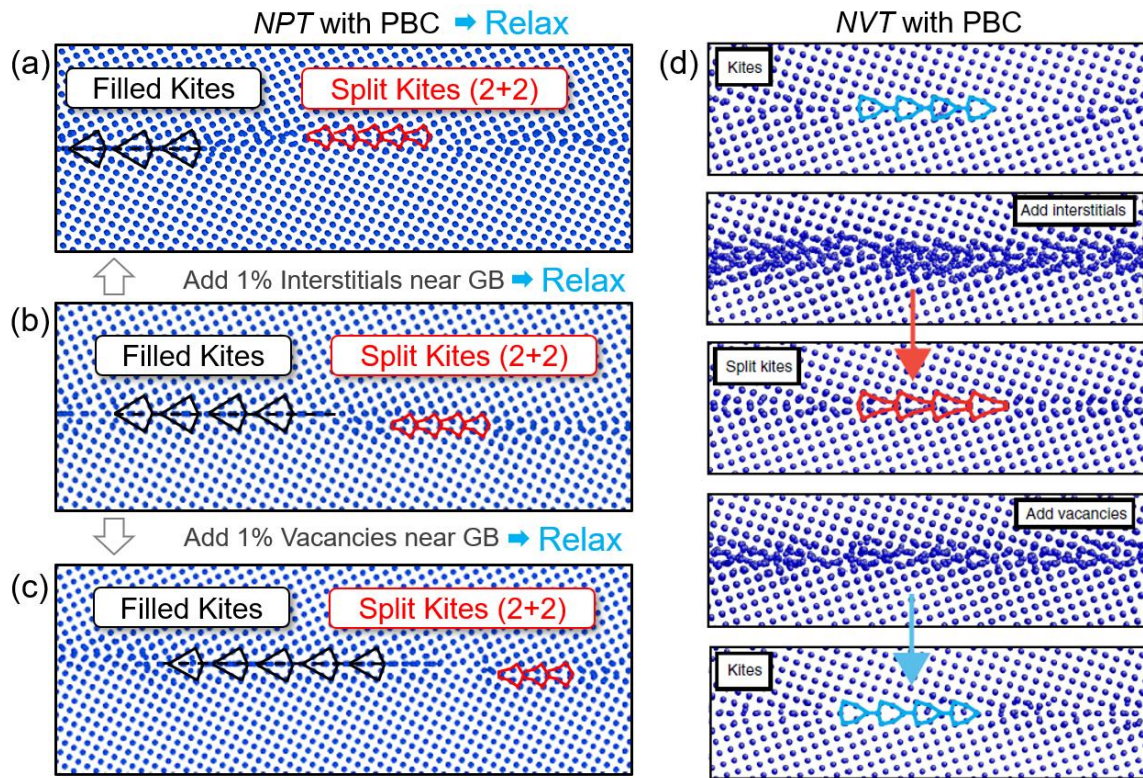 NPT with PBC ➡ Relax
(a)
Filled Kites
Split Kites (2+2)
Add 1% Interstitials near GB ➡ Relax
(b)
Filled Kites
Split Kites (2+2)
Add 1% Vacancies near GB ➡ Relax
(c)
Filled Kites
Split Kites (2+2)
NVT with PBC
(d)
Kites
Add interstitials
Split kites
Add vacancies
Kites